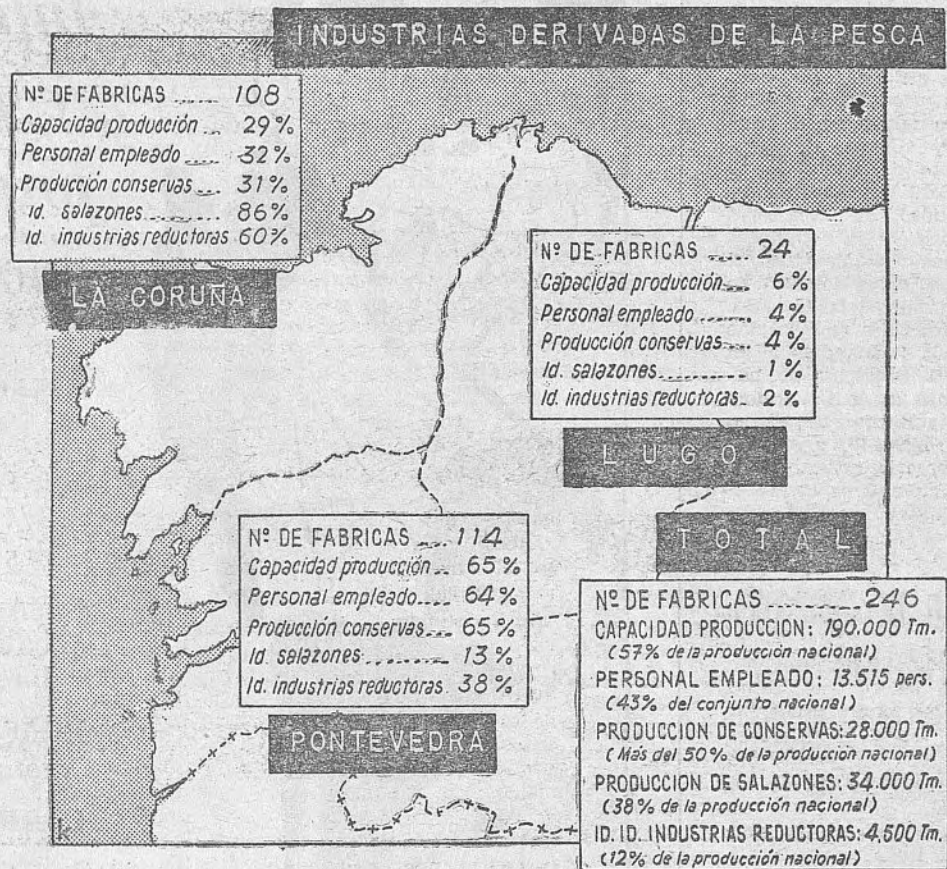 INDUSTRIAS DERIVADAS DE LA PESCA
Nº DE FABRICAS ...... 108
Capacidad producción ... 29%
Personal empleado ..... 32%
Producción conservas .... 31%
Id. salazones ........... 86%
Id. industrias reductoras 60%
LA CORUÑA
Nº DE FABRICAS ..... 24
Capacidad producción.... 6%
Personal empleado ........ 4%
Producción conservas.... 4%
Id. salazones.............. 1%
Id. industrias reductoras.. 2%
LUGO
Nº DE FABRICAS .... 114
Capacidad producción ... 65%
Personal empleado..... 64%
Producción conservas.... 65%
Id. salazones ......... 13%
Id. industrias reductoras. 38%
PONTEVEDRA
TOTAL
Nº DE FABRICAS .......... 246
CAPACIDAD PRODUCCION: 190.000 Tm.
(57% de la producción nacional)
PERSONAL EMPLEADO: 13.515 pers.
(43% del conjunto nacional)
PRODUCCION DE CONSERVAS: 28.000 Tm.
(Más del 50% de la producción nacional)
PRODUCCION DE SALAZONES: 34.000 Tm.
(38% de la producción nacional)
ID. ID. INDUSTRIAS REDUCTORAS: 4,500 Tm.
(12% de la producción nacional)
k